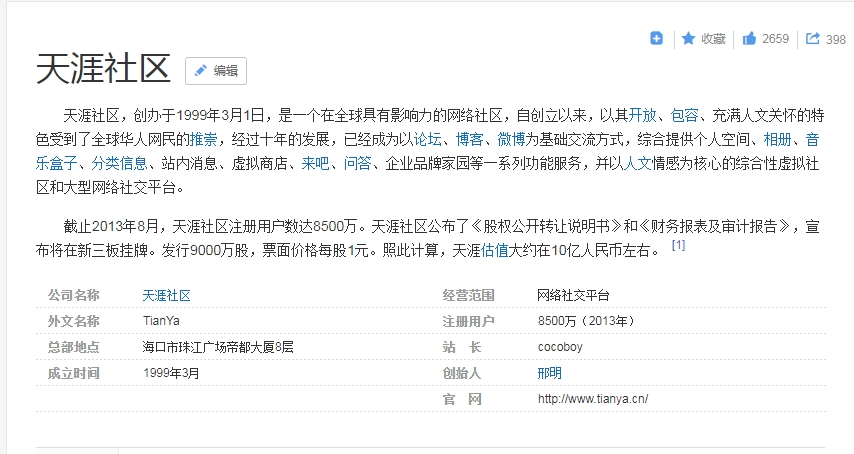 收藏 2659 398
天涯社区 编辑
天涯社区，创办于1999年3月1日，是一个在全球具有影响力的网络社区，自创立以来，以其开放、包容、充满人文关怀的特
色受到了全球华人网民的推崇，经过十年的发展，已经成为以论坛、博客、微博为基础交流方式，综合提供个人空间、相册、音
乐盒子、分类信息、站内消息、虚拟商店、来吧、问答、企业品牌家园等一系列功能服务，并以人文情感为核心的综合性虚拟社
区和大型网络社交平台。
截止2013年8月，天涯社区注册用户数达8500万。天涯社区公布了《股权公开转让说明书》和《财务报表及审计报告》，宣
布将在新三板挂牌。发行9000万股，票面价格每股1元。照此计算，天涯估值大约在10亿人民币左右。 [1]
公司名称 天涯社区 经营范围 网络社交平台
外文名称 TianYa 注册用户 8500万（2013年）
总部地点 海口市珠江广场帝都大厦8层 站 长 cocoboy
成立时间 1999年3月 创始人 邢明
官 网 http://www.tianya.cn/